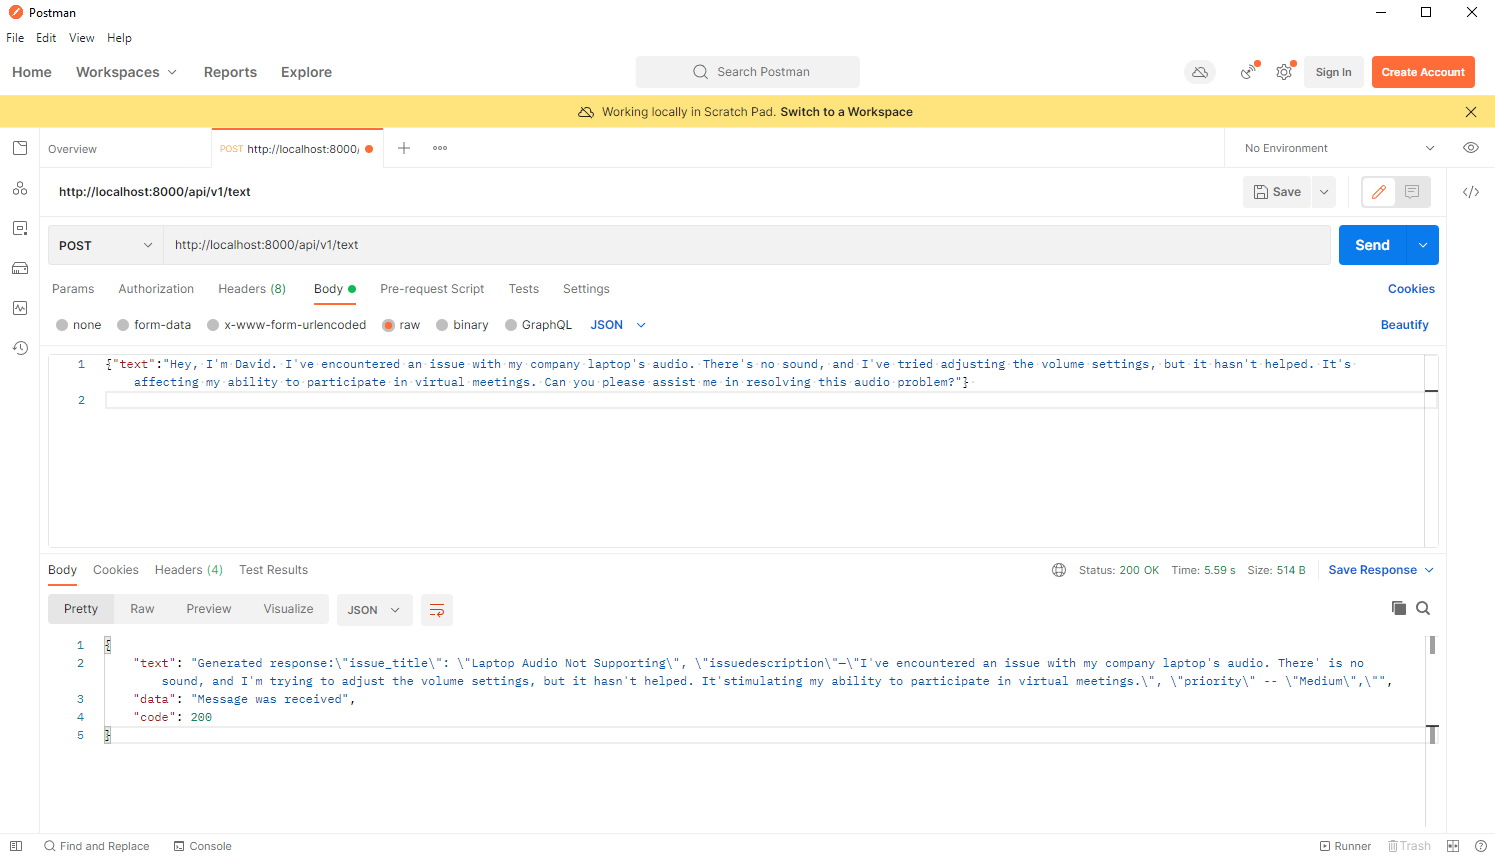 Postman
File Edit View Help
Home Workspaces Reports Explore Search Postman Sign In Create Account
Working locally in Scratch Pad. Switch to a Workspace
Overview POST http://localhost:8000/ No Environment
http://localhost:8000/api/v1/text Save
POST http://localhost:8000/api/v1/text Send
Params Authorization Headers (8) Body Pre-request Script Tests Settings Cookies
none form-data x-www-form-urlencoded raw binary GraphQL JSON Beautify
1 {"text":"Hey, I'm David. I've encountered an issue with my company laptop's audio. There's no sound, and I've tried adjusting the volume settings, but it hasn't helped. It's
affecting my ability to participate in virtual meetings. Can you please assist me in resolving this audio problem?"}
2
Body Cookies Headers (4) Test Results Status: 200 OK Time: 5.59 s Size: 514 B Save Response
Pretty Raw Preview Visualize JSON
1 {
2 "text": "Generated response:\"issue_title\": \"Laptop Audio Not Supporting\", \"issuedescription\"—\"I've encountered an issue with my company laptop's audio. There' is no
sound, and I'm trying to adjust the volume settings, but it hasn't helped. It'stimulating my ability to participate in virtual meetings.\", \"priority\" -- \"Medium\",\"",
3 "data": "Message was received",
4 "code": 200
5 }
Find and Replace Console Runner Trash